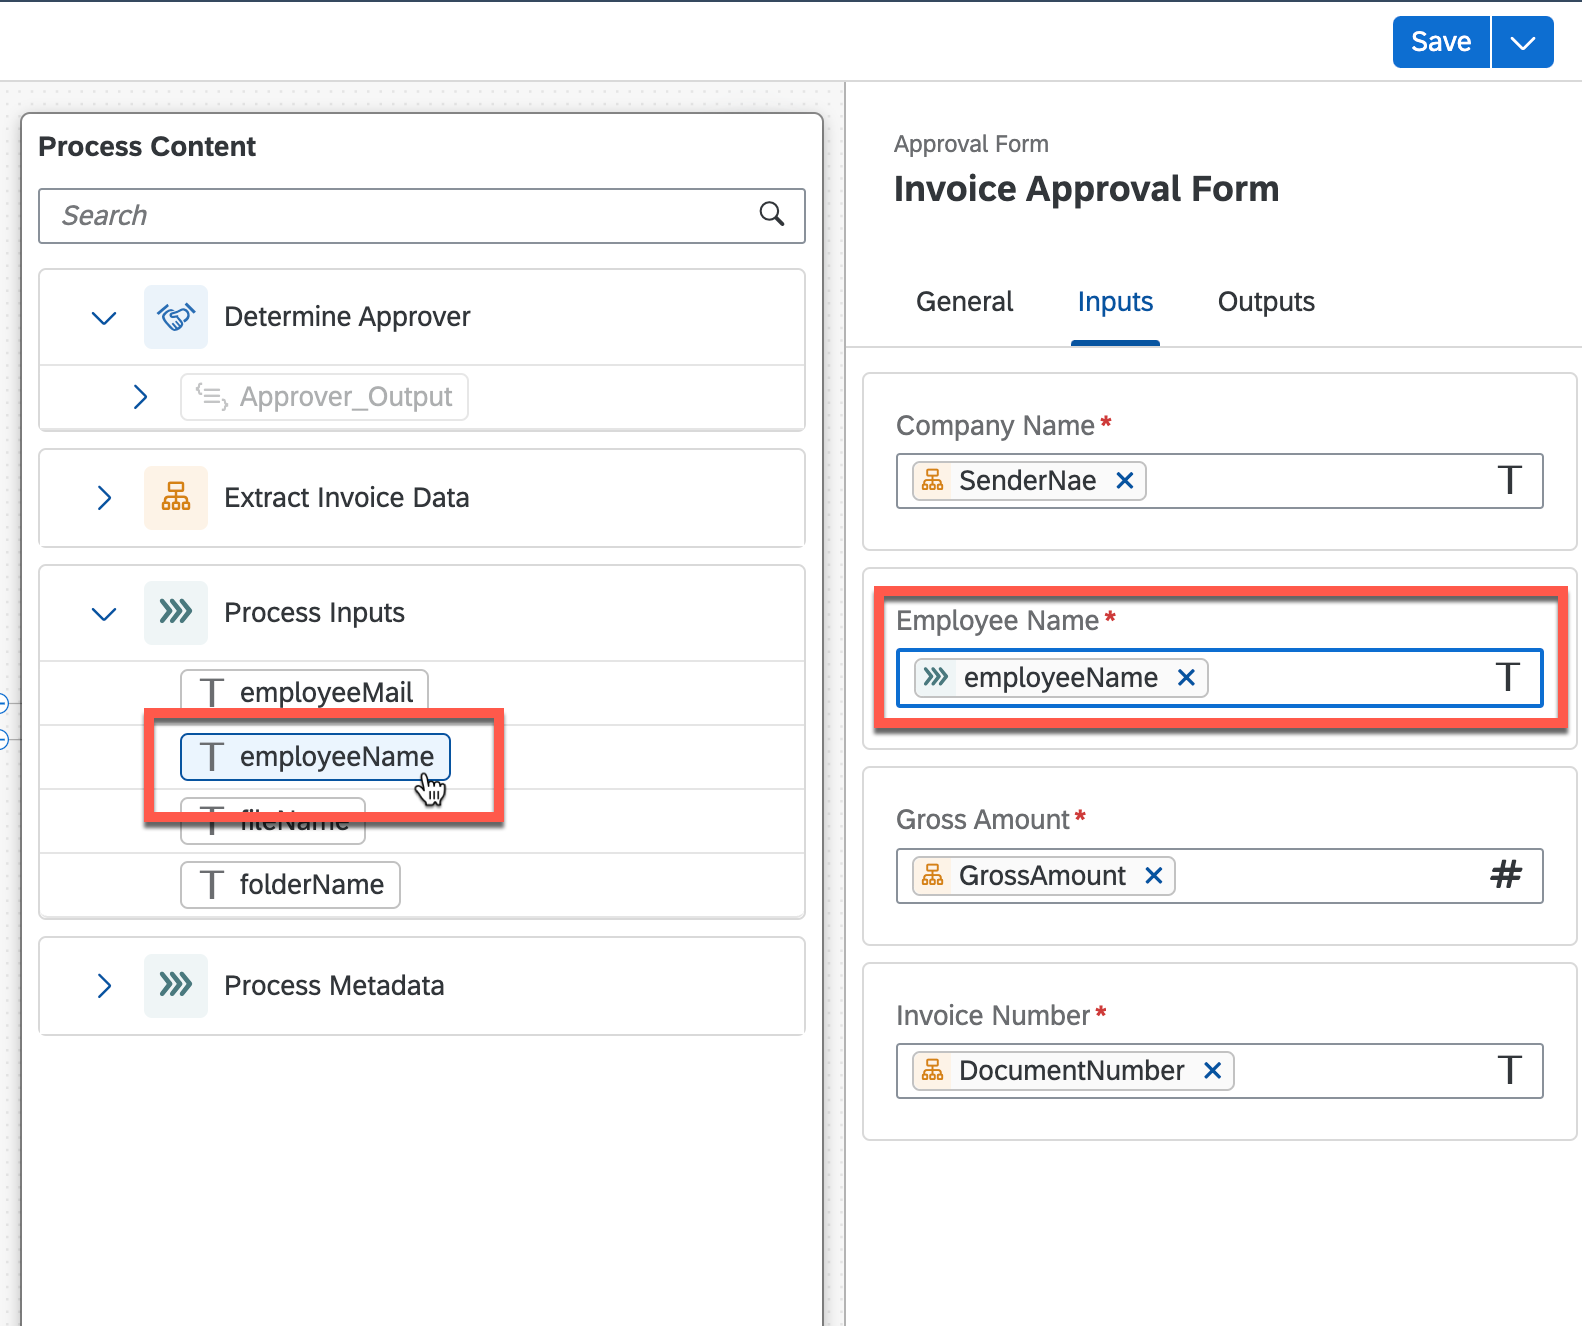 Save
Process Content
Search
Determine Approver
Approver_Output
Extract Invoice Data
Process Inputs
employeeMail
employeeName
fileName
folderName
Process Metadata
Approval Form
Invoice Approval Form
General Inputs Outputs
Company Name*
SenderNae
Employee Name*
employeeName
Gross Amount*
GrossAmount
Invoice Number*
DocumentNumber